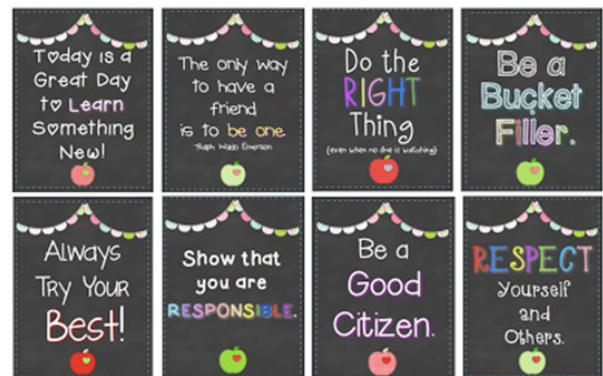 Today is a
Great Day
to Learn
Something
New!
The only way
to have a
friend
is to be one.
-Ralph Waldo Emerson
Do the
RIGHT
Thing
(even when no one is watching)
Be a
Bucket
Filler.
Always
Try Your
Best!
Show that
you are
RESPONSIBLE.
Be a
Good
Citizen.
RESPECT
Yourself
and
Others.